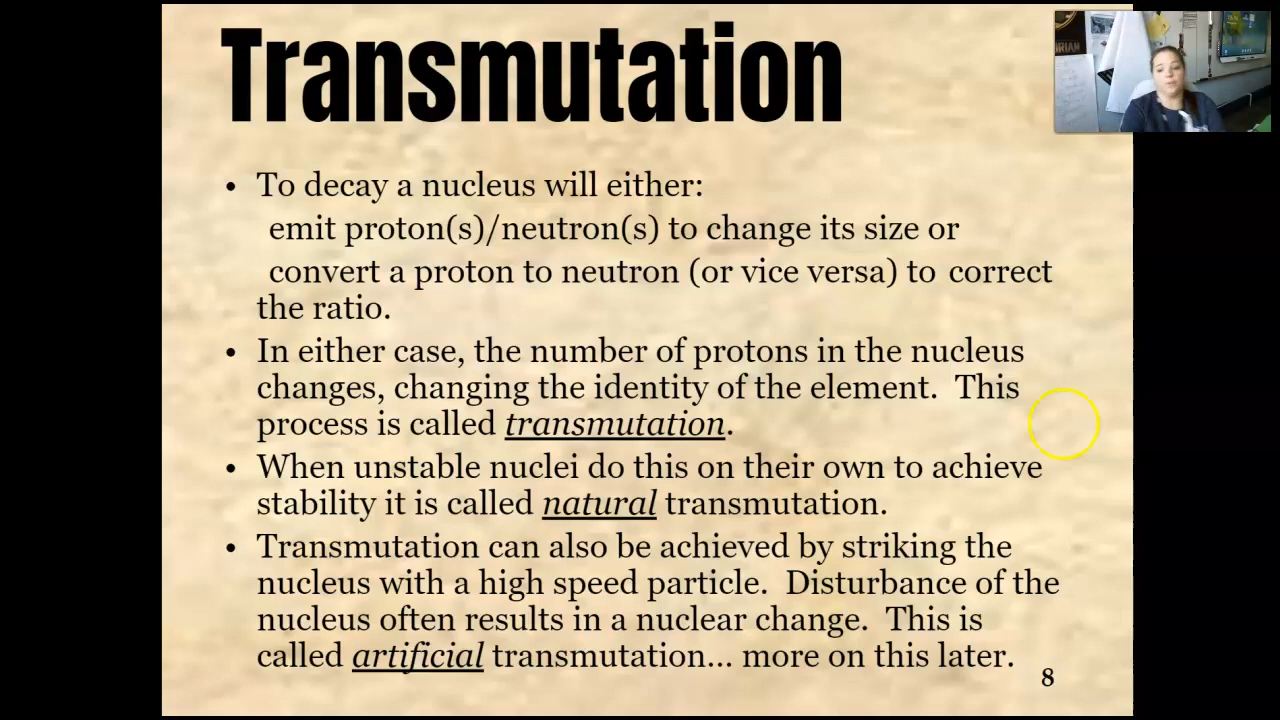 Transmutation
• To decay a nucleus will either:
emit proton(s)/neutron(s) to change its size or
convert a proton to neutron (or vice versa) to correct
the ratio.
• In either case, the number of protons in the nucleus
changes, changing the identity of the element. This
process is called transmutation.
• When unstable nuclei do this on their own to achieve
stability it is called natural transmutation.
• Transmutation can also be achieved by striking the
nucleus with a high speed particle. Disturbance of the
nucleus often results in a nuclear change. This is
called artificial transmutation... more on this later.
8